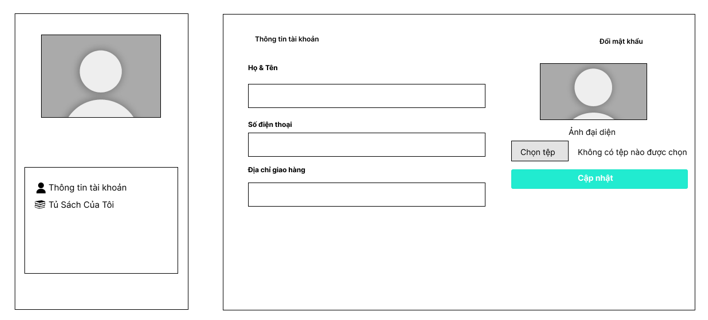 Thông tin tài khoản
Tủ Sách Của Tôi
Thông tin tài khoản
Đổi mật khẩu
Họ & Tên
Số điện thoại
Địa chỉ giao hàng
Ảnh đại diện
Chọn tệp
Không có tệp nào được chọn
Cập nhật